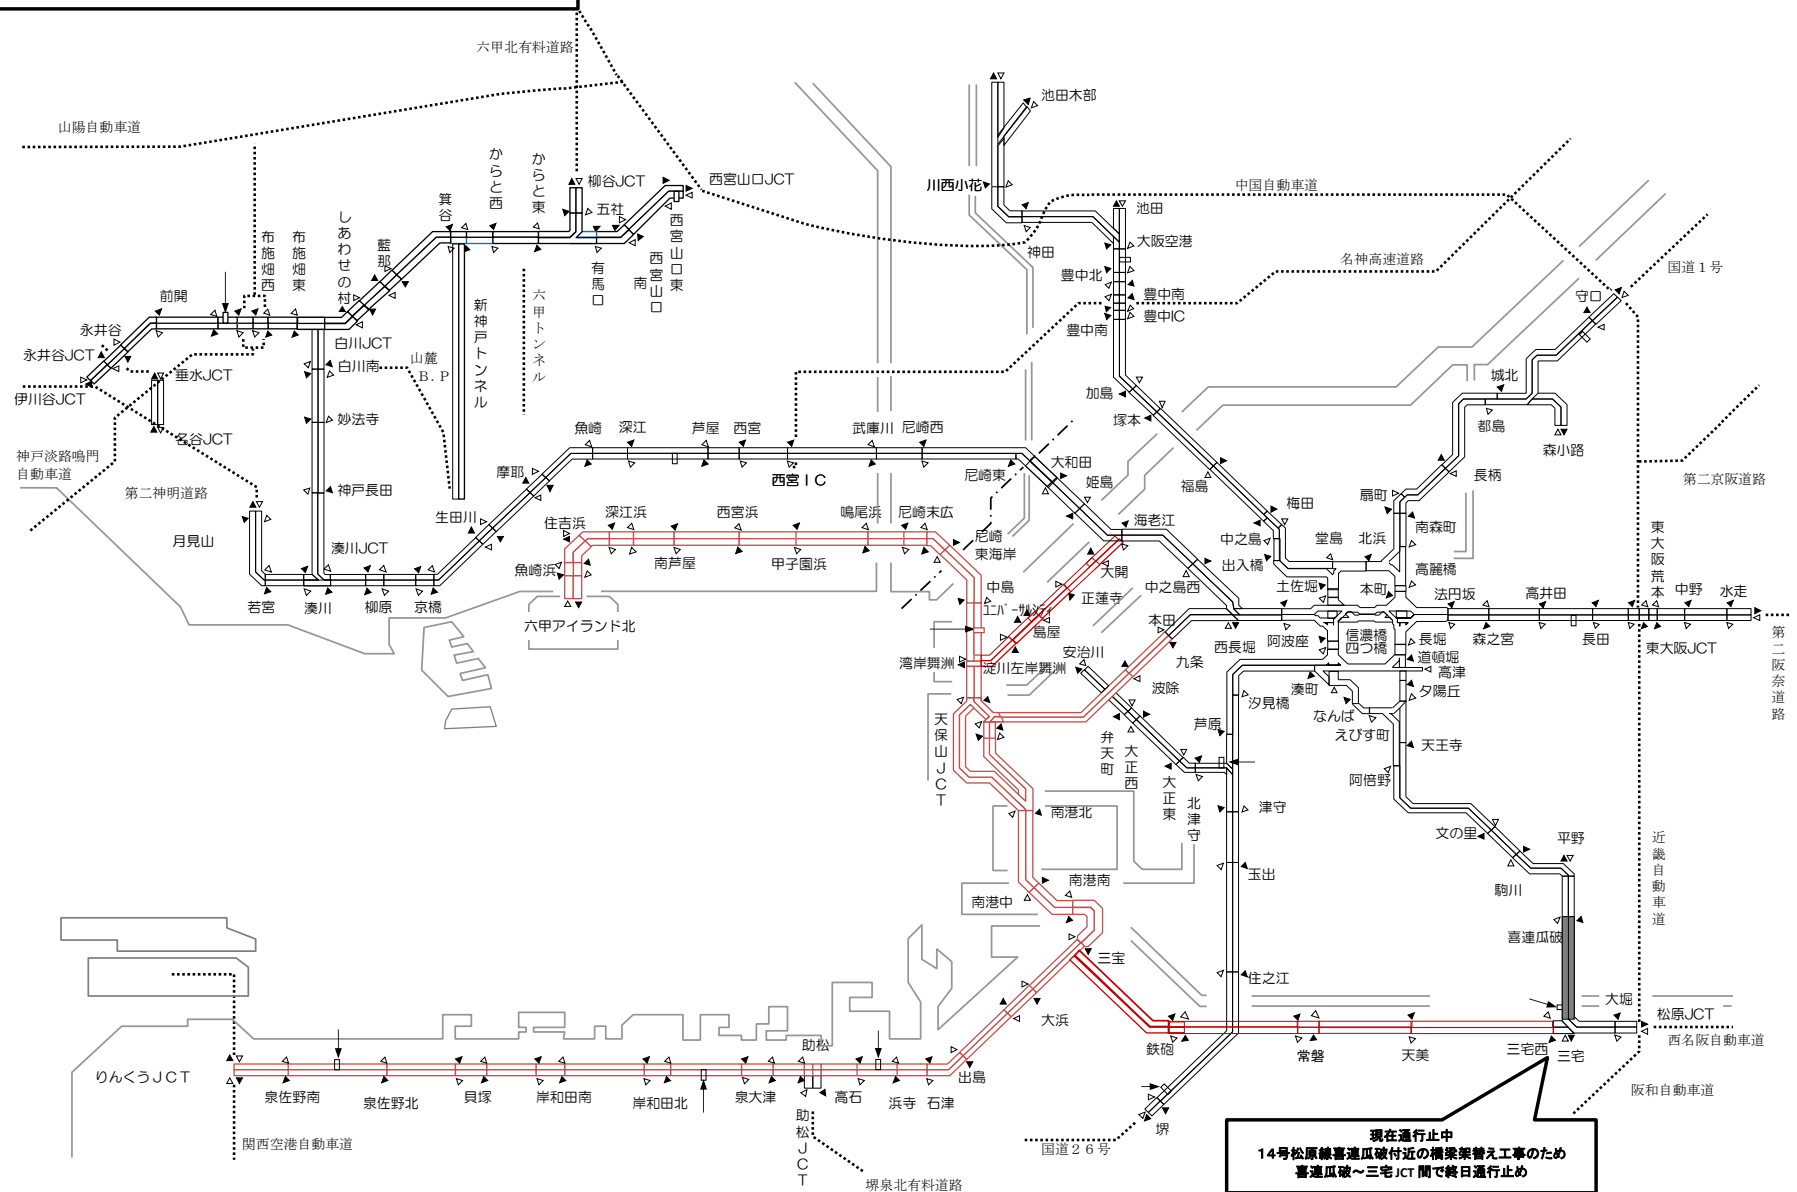 六甲北有料道路
山陽自動車道
池田木部
からと西
からと東
柳谷JCT
西宮山口JCT
川西小花
中国自動車道
池田
箕谷
五社
しあわせの村
布施畑西
布施畑東
藍那
西宮山口東
西宮山口南
有馬口
神田
大阪空港
名神高速道路
国道1号
豊中北
豊中南
豊中IC
豊中南
守口
前開
新神戸トンネル
六甲トンネル
永井谷
永井谷JCT
白川JCT
白川南
山麓
B.P
垂水JCT
伊川谷JCT
加島
塚本
城北
都島
森小路
妙法寺
名谷JCT
神戸淡路鳴門
自動車道
第二神明道路
神戸長田
魚崎
深江
芦屋
西宮
武庫川
尼崎西
西宮IC
尼崎東
大和田
姫島
福島
梅田
扇町
長柄
第二京阪道路
摩耶
生田川
住吉浜
深江浜
西宮浜
鳴尾浜
尼崎末広
海老江
中之島
堂島
北浜
南森町
東大阪荒本
月見山
湊川JCT
魚崎浜
南芦屋
甲子園浜
尼崎
東海岸
大開
中之島西
出入橋
土佐堀
本町
高麗橋
法円坂
高井田
中野
水走
若宮
湊川
柳原
京橋
六甲アイランド北
中島
ユニバーサルシティ
正蓮寺
島屋
本田
安治川
九条
西長堀
阿波座
信濃橋
四つ橋
長堀
道頓堀
高津
森之宮
長田
東大阪JCT
第二阪奈道路
湾岸舞洲
淀川左岸舞洲
波除
汐見橋
湊町
夕陽丘
天保山JCT
弁天町
大正西
芦原
なんば
えびす町
天王寺
大正東
北津守
阿倍野
南港北
津守
文の里
平野
近畿自動車道
南港南
南港中
玉出
駒川
喜連瓜破
三宝
住之江
大堀
松原JCT
西名阪自動車道
大浜
鉄砲
常磐
天美
三宅西
三宅
りんくうJCT
助松
出島
泉佐野南
泉佐野北
貝塚
岸和田南
岸和田北
泉大津
高石
浜寺
石津
阪和自動車道
助松JCT
堺
関西空港自動車道
国道26号
堺泉北有料道路
現在通行止中
14号松原線喜連瓜破付近の橋梁架替え工事のため
喜連瓜破～三宅JCT間で終日通行止め